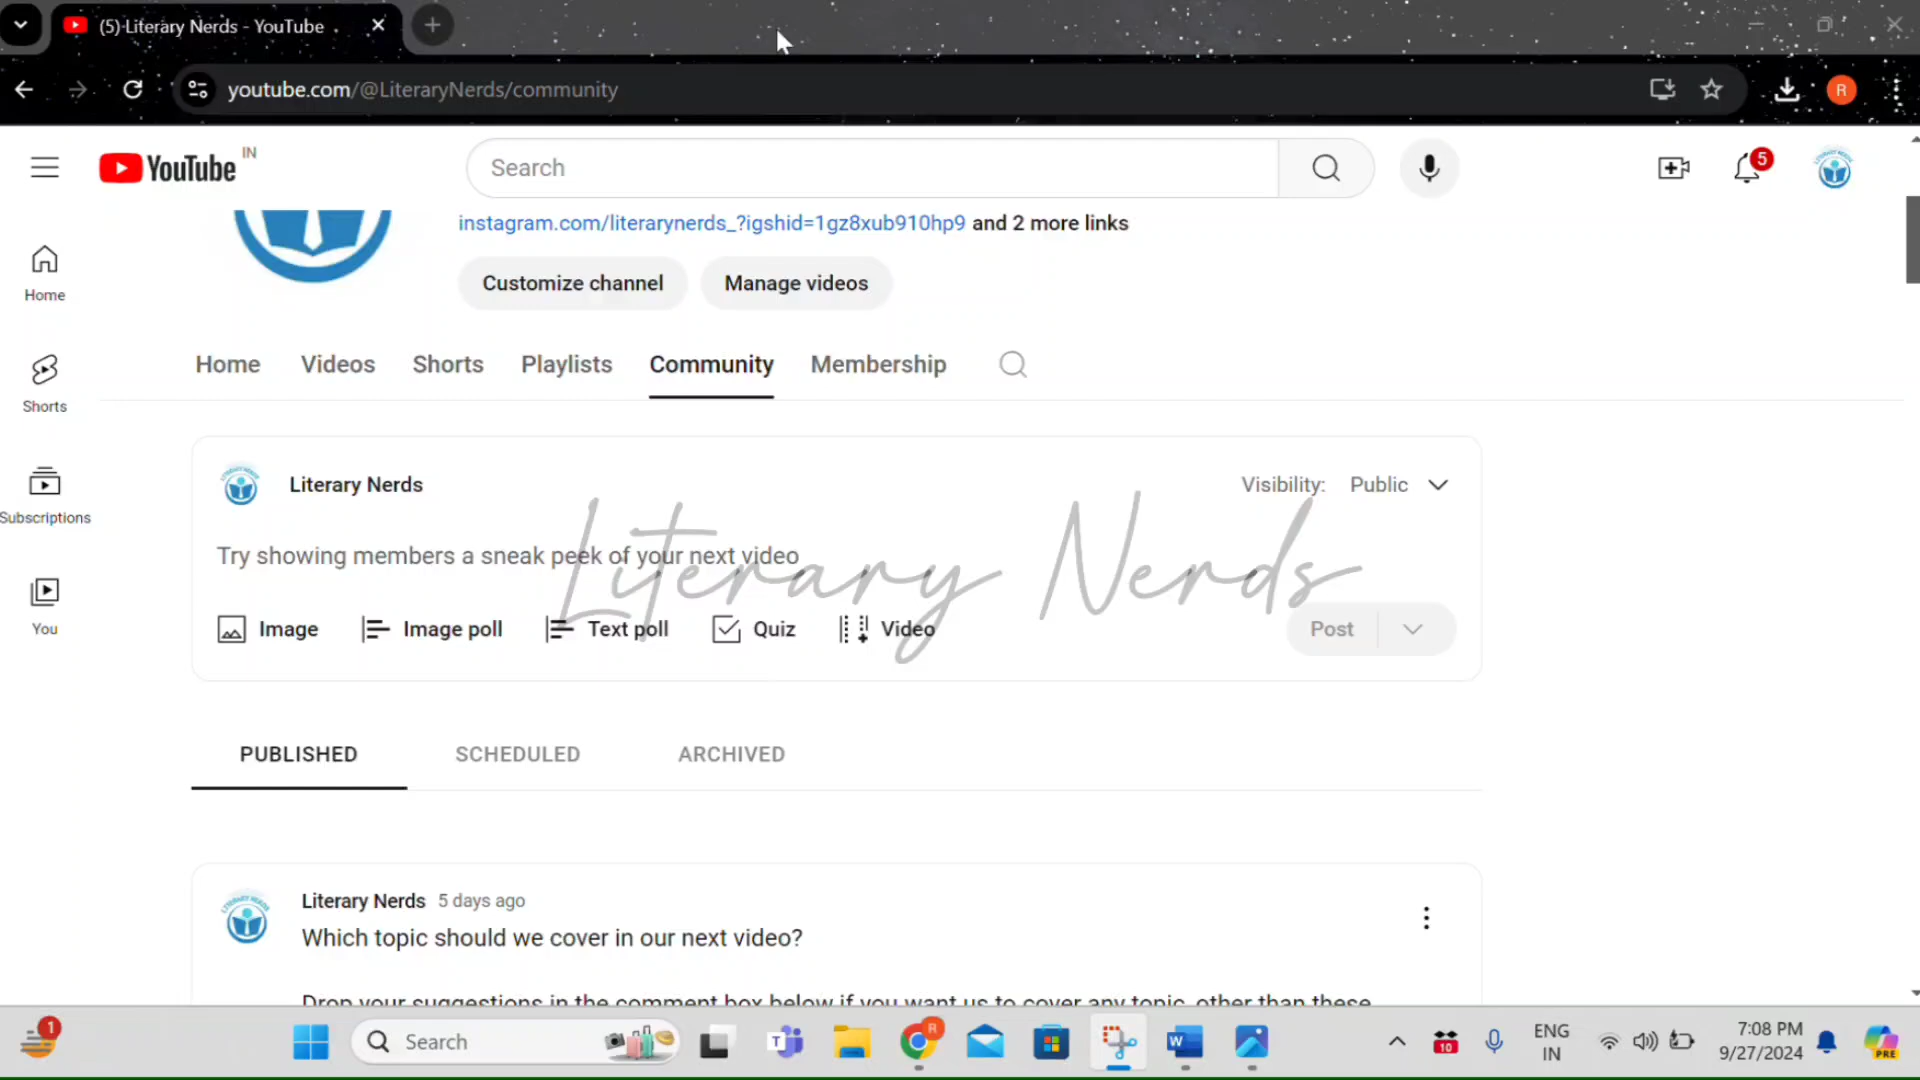 (5) Literary Nerds - YouTube
youtube.com/@LiteraryNerds/community
R
YouTube IN
Search
5
instagram.com/literarynerds_?igshid=1gz8xub910hp9 and 2 more links
Customize channel
Manage videos
Home
Shorts
Subscriptions
You
Home Videos Shorts Playlists Community Membership
Literary Nerds
Visibility: Public
Try showing members a sneak peek of your next video
Literary Nerds
Image Image poll Text poll Quiz Video
Post
PUBLISHED SCHEDULED ARCHIVED
Literary Nerds 5 days ago
Which topic should we cover in our next video?
Drop your suggestions in the comment box below if you want us to cover any topic, other than these
1
Search
T
R
W
10
ENG
IN
7:08 PM
9/27/2024
PRE